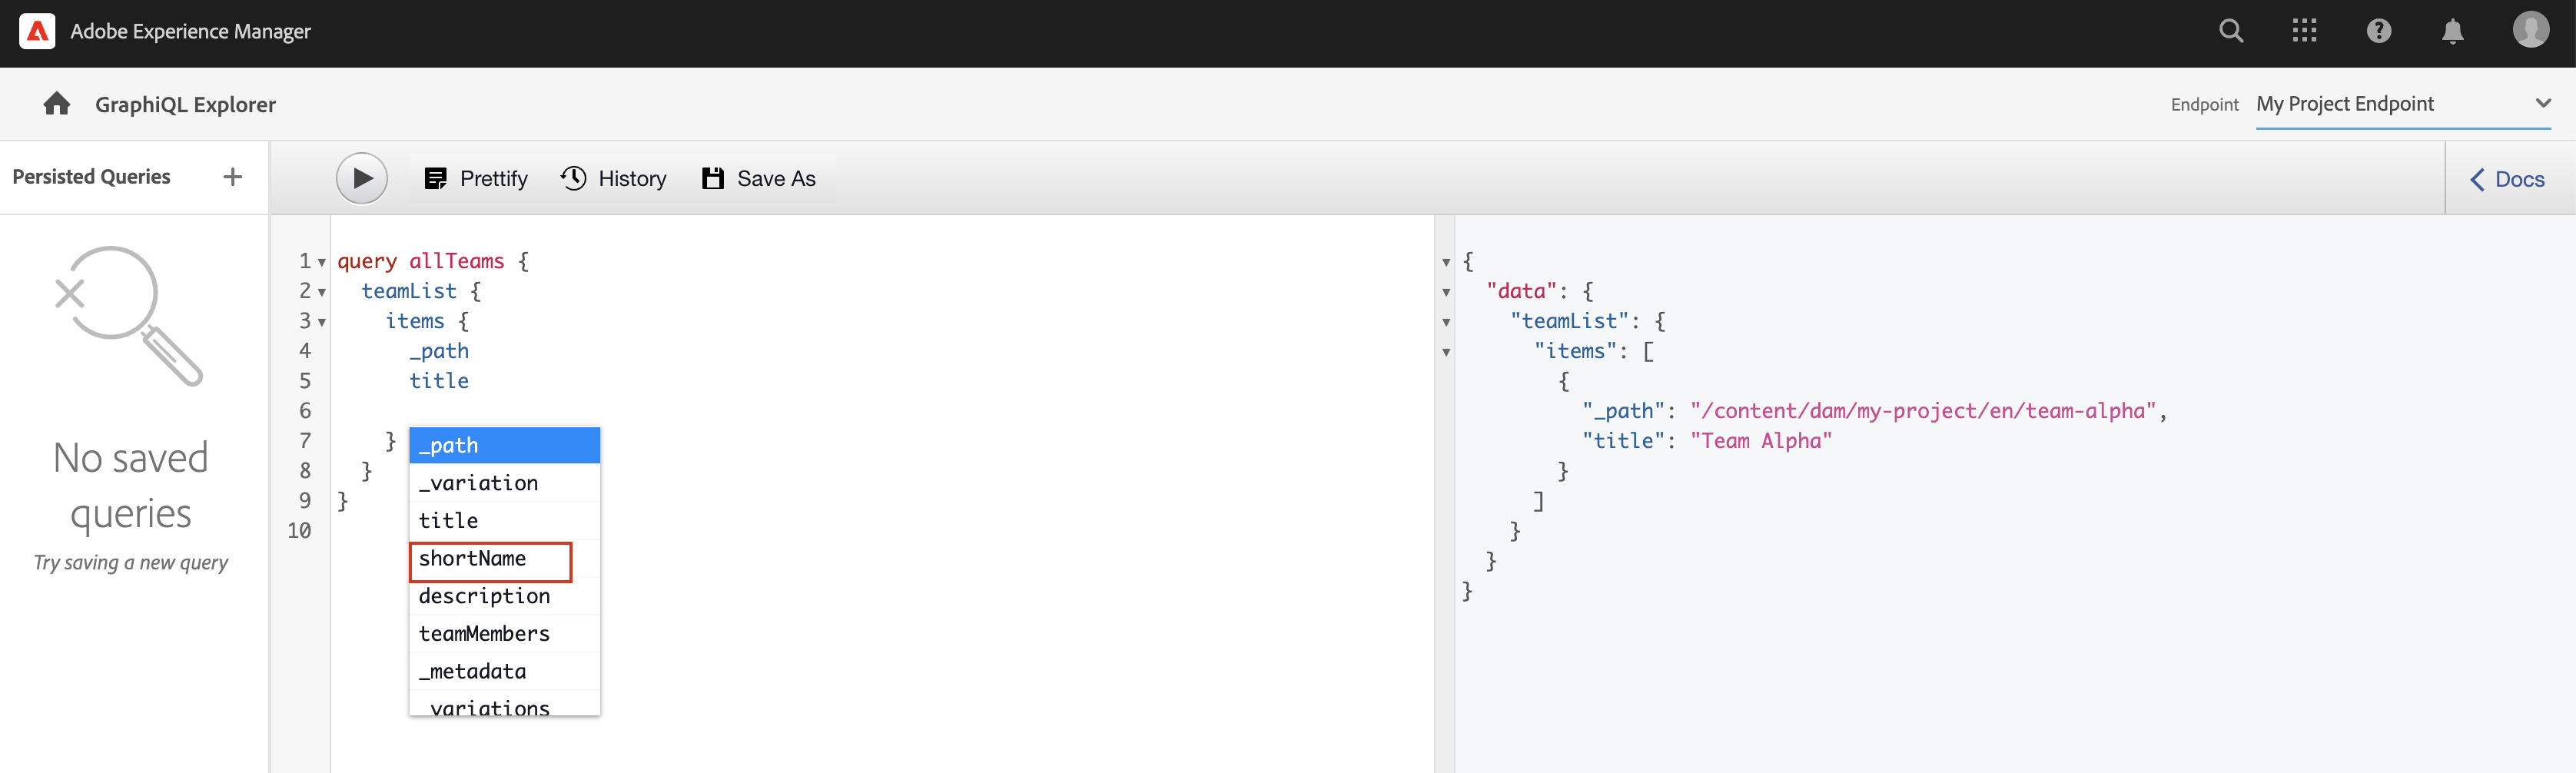 Adobe Experience Manager
GraphiQL Explorer
Endpoint My Project Endpoint
Persisted Queries +
Prettify History Save As
Docs
No saved
queries
Try saving a new query
1 query allTeams {
2 teamList {
3 items {
4 _path
5 title
6
7 }
8 }
9 }
10
_path
_variation
title
shortName
description
teamMembers
_metadata
_variations
{
"data": {
"teamList": {
"items": [
{
"_path": "/content/dam/my-project/en/team-alpha",
"title": "Team Alpha"
}
]
}
}
}